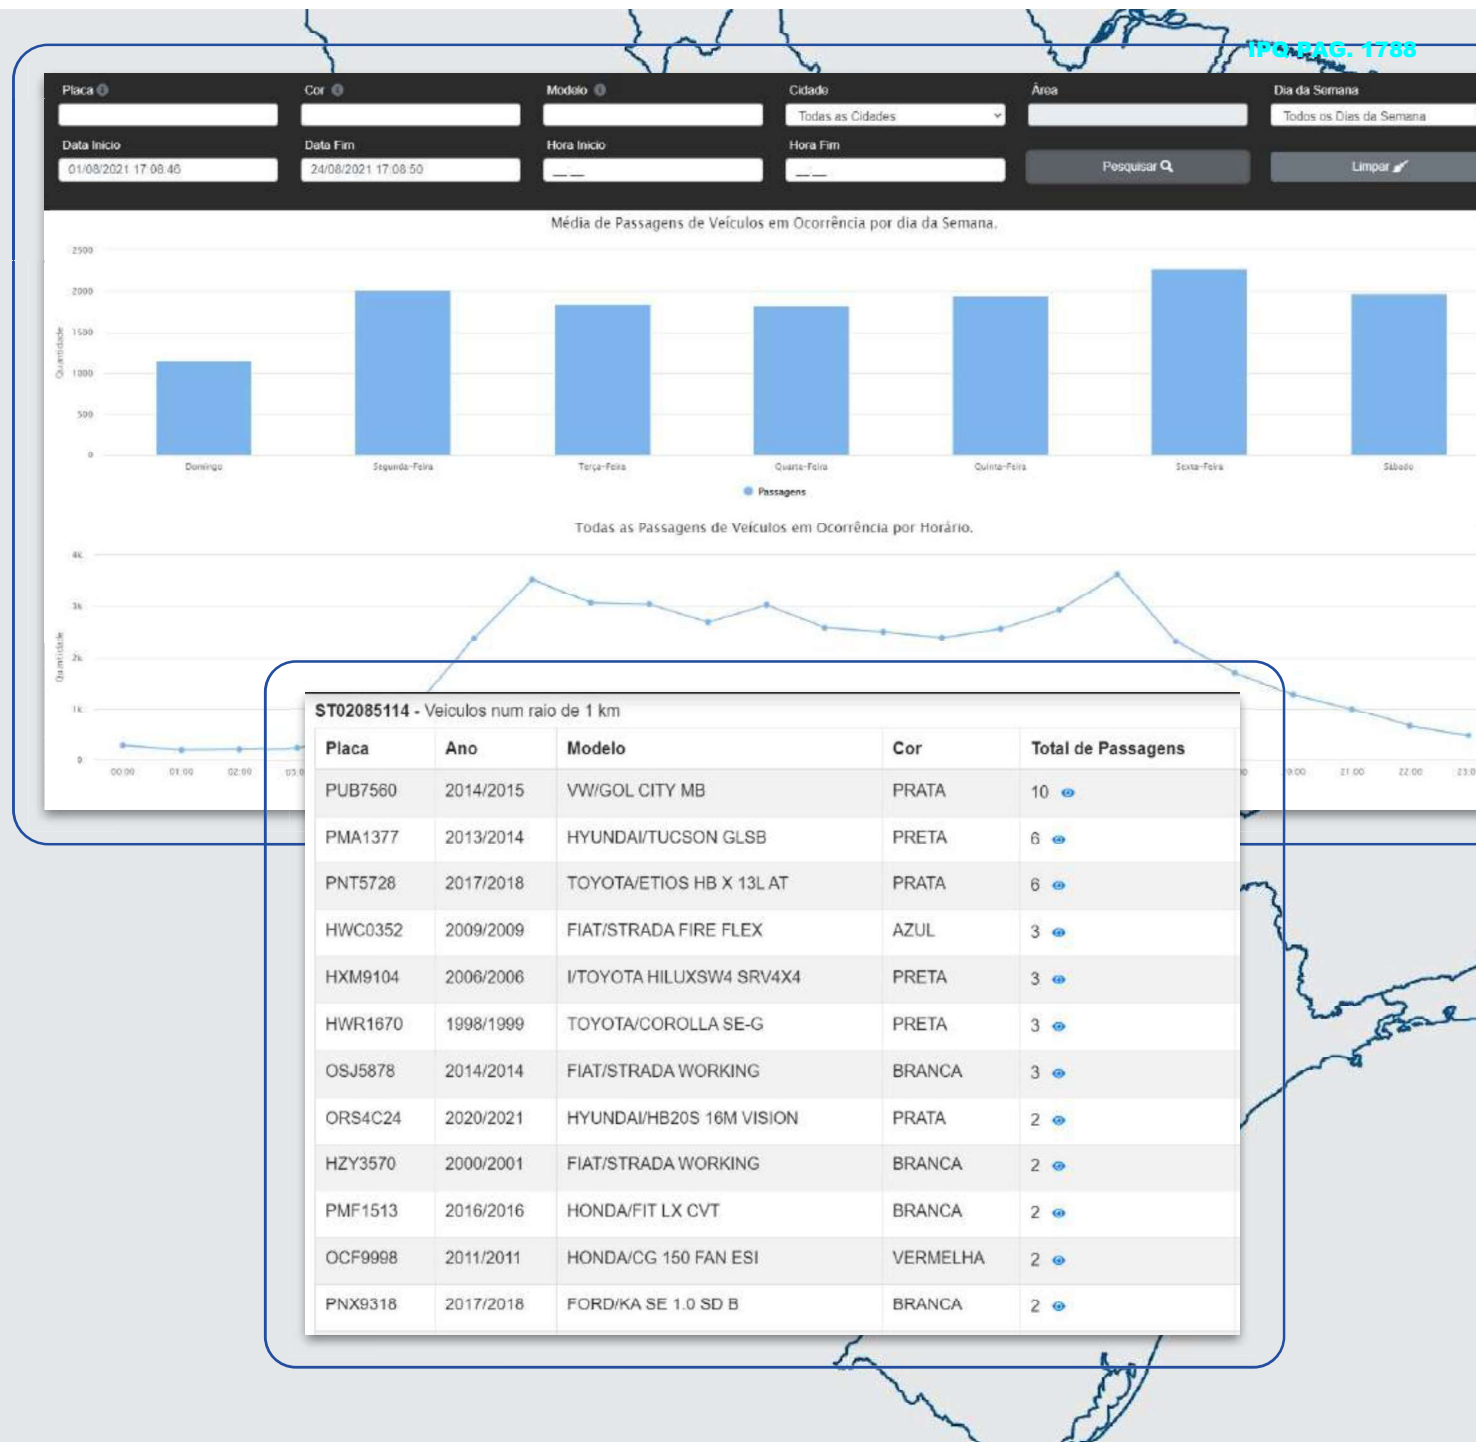 IPQ PAG. 1788
Placa Cor Modelo Cidade Área Dia da Semana
Todas as Cidades Todos os Dias da Semana
Data Inicio Data Fim Hora Inicio Hora Fim
01/08/2021 17:08:46 24/08/2021 17:08:50 __:__ __:__ Pesquisar Limpar
Média de Passagens de Veículos em Ocorrência por dia da Semana.
2500
2000
1500
1000
500
0
Quantidade
Domingo Segunda-Feira Terça-Feira Quarta-Feira Quinta-Feira Sexta-Feira Sábado
Passagens
Todas as Passagens de Veículos em Ocorrência por Horário.
4k
3k
2k
1k
0
Quantidade
00:00 01:00 02:00 21:00 22:00
ST02085114 - Veiculos num raio de 1 km
Placa Ano Modelo Cor Total de Passagens
PUB7560 2014/2015 VW/GOL CITY MB PRATA 10
PMA1377 2013/2014 HYUNDAI/TUCSON GLSB PRETA 6
PNT5728 2017/2018 TOYOTA/ETIOS HB X 13L AT PRATA 6
HWC0352 2009/2009 FIAT/STRADA FIRE FLEX AZUL 3
HXM9104 2006/2006 I/TOYOTA HILUXSW4 SRV4X4 PRETA 3
HWR1670 1998/1999 TOYOTA/COROLLA SE-G PRETA 3
OSJ5878 2014/2014 FIAT/STRADA WORKING BRANCA 3
ORS4C24 2020/2021 HYUNDAI/HB20S 16M VISION PRATA 2
HZY3570 2000/2001 FIAT/STRADA WORKING BRANCA 2
PMF1513 2016/2016 HONDA/FIT LX CVT BRANCA 2
OCF9998 2011/2011 HONDA/CG 150 FAN ESI VERMELHA 2
PNX9318 2017/2018 FORD/KA SE 1.0 SD B BRANCA 2